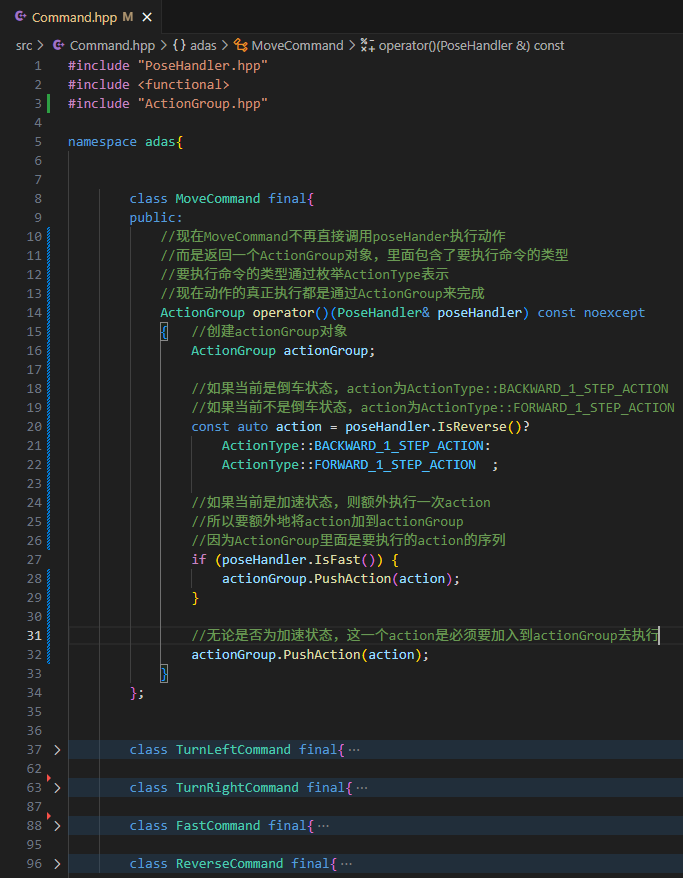 Command.hpp M
src > Command.hpp > {} adas > MoveCommand > operator()(PoseHandler &) const
1 #include "PoseHandler.hpp"
2 #include <functional>
3 #include "ActionGroup.hpp"
4
5 namespace adas{
6
7
8 class MoveCommand final{
9 public:
10 //现在MoveCommand不再直接调用poseHander执行动作
11 //而是返回一个ActionGroup对象，里面包含了要执行命令的类型
12 //要执行命令的类型通过枚举ActionType表示
13 //现在动作的真正执行都是通过ActionGroup来完成
14 ActionGroup operator()(PoseHandler& poseHandler) const noexcept
15 { //创建actionGroup对象
16 ActionGroup actionGroup;
17
18 //如果当前是倒车状态，action为ActionType::BACKWARD_1_STEP_ACTION
19 //如果当前不是倒车状态，action为ActionType::FORWARD_1_STEP_ACTION
20 const auto action = poseHandler.IsReverse()?
21 ActionType::BACKWARD_1_STEP_ACTION:
22 ActionType::FORWARD_1_STEP_ACTION ;
23
24 //如果当前是加速状态，则额外执行一次action
25 //所以要额外地将action加到actionGroup
26 //因为ActionGroup里面是要执行的action的序列
27 if (poseHandler.IsFast()) {
28 actionGroup.PushAction(action);
29 }
30
31 //无论是否为加速状态，这一个action是必须要加入到actionGroup去执行
32 actionGroup.PushAction(action);
33 }
34 };
35
36
37 class TurnLeftCommand final{ ⋯
62
63 class TurnRightCommand final{ ⋯
87
88 class FastCommand final{ ⋯
95
96 class ReverseCommand final{ ⋯